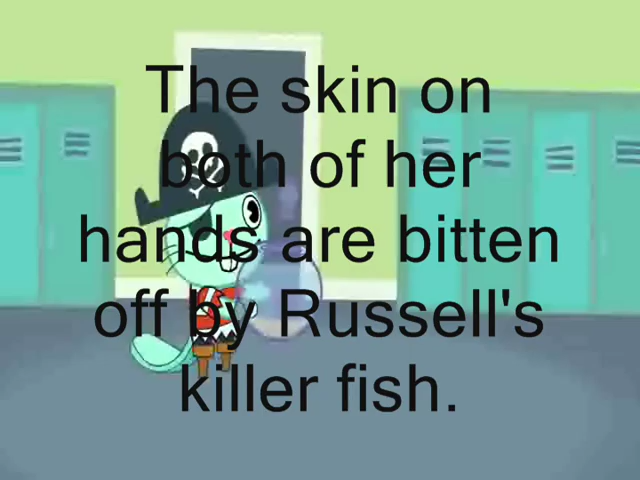 The skin on
both of her
hands are bitten
off by Russell's
killer fish.